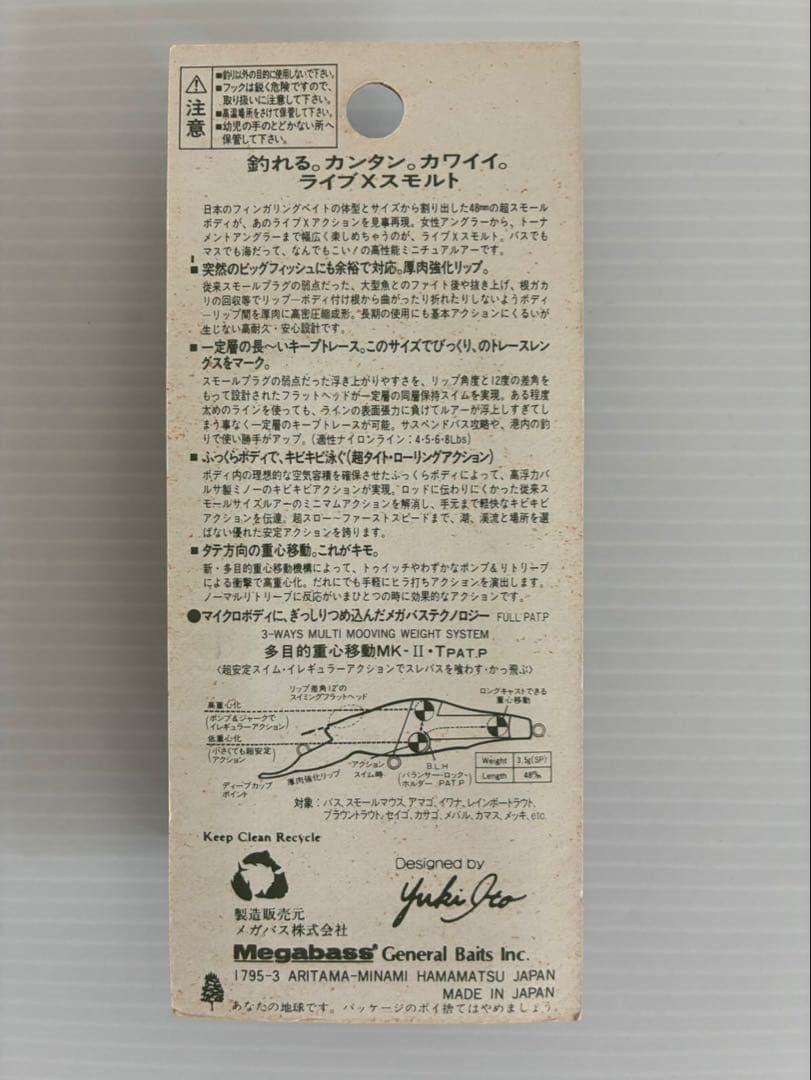 注意
■釣り以外の目的に使用しないで下さい。
■フックは鋭く危険ですので、
取り扱いに注意して下さい。
■高温場所をさけて保管して下さい。
■幼児の手のとどかない所へ
保管して下さい。
釣れる。カンタン。カワイイ。
ライブXスモルト
日本のフィンガリングベイトの体型とサイズから割り出した48mmの超スモール
ボディが、あのライブXアクションを見事再現。女性アングラーから、トーナ
メントアングラーまで幅広く楽しめちゃうのが、ライブXスモルト。バスでも
マスでも海だって、なんでもこい!の高性能ミニチュアルアーです。
■突然のビッグフィッシュにも余裕で対応。厚肉強化リップ。
従来スモールプラグの弱点だった、大型魚とのファイト後や抜き上げ、根ガカ
リの回収等でリップーボディ付け根から曲がったり折れたりしないようボディ
ーリップ間を厚肉に高密圧縮成形。長期の使用にも基本アクションにくるいが
生じない高耐久・安心設計です。
■一定層の長〜いキープトレース。このサイズでびっくり、のトレースレン
グスをマーク。
スモールプラグの弱点だった浮き上がりやすさを、リップ角度と12度の差角を
もって設計されたフラットヘッドが一定層の同層保持スイムを実現。ある程度
太めのラインを使っても、ラインの表面張力に負けてルアーが浮上しすぎてし
まう事なく一定層のキープトレースが可能。サスペンドバス攻略や、港内の釣
りで使い勝手がアップ。(適性ナイロンライン:4・5・6・8Lbs)
■ふっくらボディで、キビキビ泳ぐ(超タイト・ローリングアクション)
ボディ内の理想的な空気容積を確保させたふっくらボディによって、高浮力バ
ルサ製ミノーのキビキビアクションが実現。ロッドに伝わりにくかった従来ス
モールサイズルアーのミニマムアクションを解消し、手元まで軽快なキビキビ
アクションを伝達。超スロー〜ファーストスピードまで、湖、渓流と場所を選
ばない優れた安定アクションを誇ります。
■タテ方向の重心移動。これがキモ。
新・多目的重心移動機構によって、トゥイッチやわずかなポンプ&リトリーブ
による衝撃で高重心化。だれにでも手軽にヒラ打ちアクションを演出します。
ノーマルリトリーブに反応がいまひとつの時に効果的なアクションです。
●マイクロボディに、ぎっしりつめ込んだメガバステクノロジー FULL PAT.P
3-WAYS MULTI MOOVING WEIGHT SYSTEM
多目的重心移動MK-Ⅱ・TPAT.P
〈超安定スイム・イレギュラーアクションでスレバスを喰わす・かっ飛ぶ〉
リップ差角12°の
スイミングフラットヘッド
ロングキャストできる
重心移動
高重心化
(ポンプ&ジャークで
イレギュラーアクション)
低重心化
(小さくても超安定
アクション)
ディープカップ
ポイント
厚肉強化リップ
アクション
スイム時
B.L.H
(バランサー・ロック・
ホルス PAT.P)
Weight 3.5g(SP)
Length 48㎜
対象:バス、スモールマウス、アマゴ、イワナ、レインボートラウト、
ブラウントラウト、セイゴ、カサゴ、メバル、カマス、メッキ、etc.
Keep Clean Recycle
Designed by
Yuki Ito
製造販売元
メガバス株式会社
Megabass General Baits Inc.
1795-3 ARITAMA-MINAMI HAMAMATSU JAPAN
MADE IN JAPAN
あなたの地球です。パッケージのポイ捨てはやめましょう。